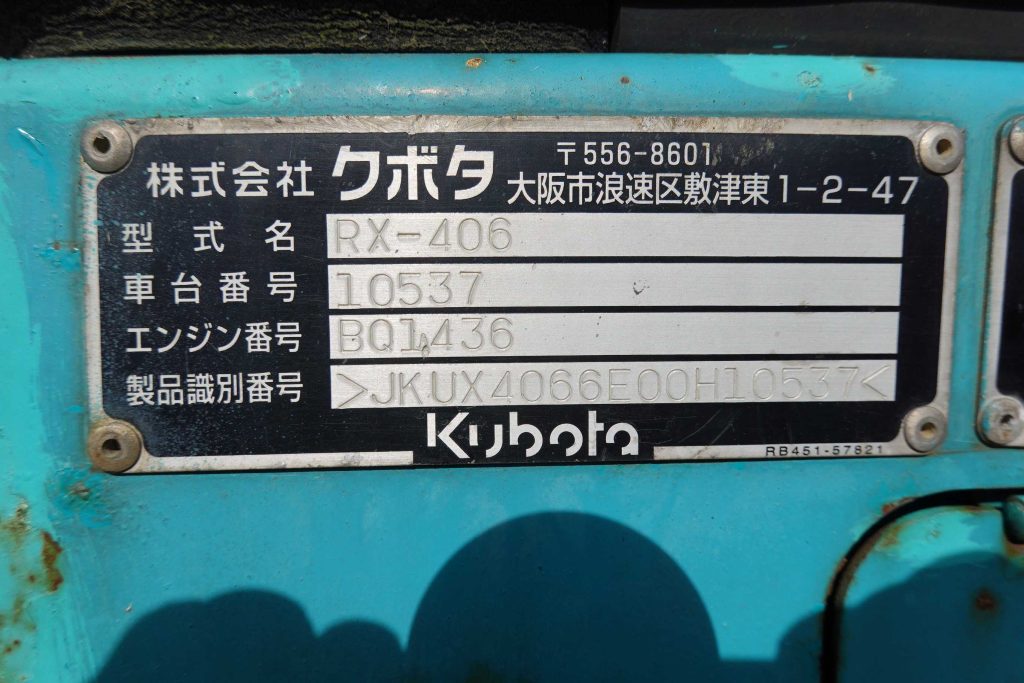 株式会社 クボタ 〒556-8601
大阪市浪速区敷津東1-2-47
型式名 RX-406
車台番号 10537
エンジン番号 BQ1436
製品識別番号 >JKUX4066E00H10537<
Kubota
RB451-57821